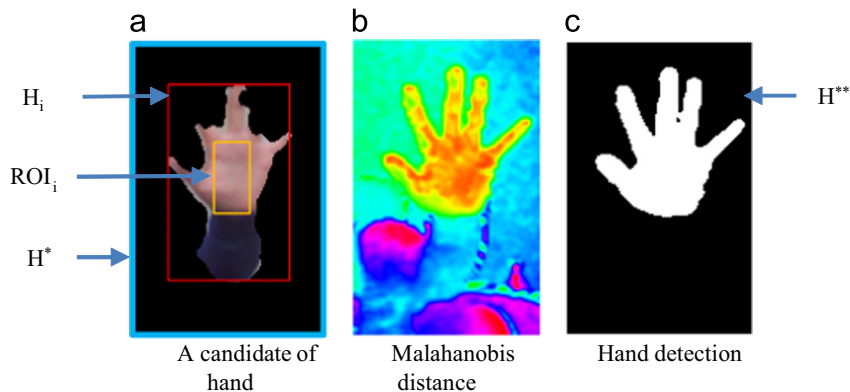 a
b
c
H_i
H**
ROI_i
H*
A candidate of
hand
Malahanobis
distance
Hand detection